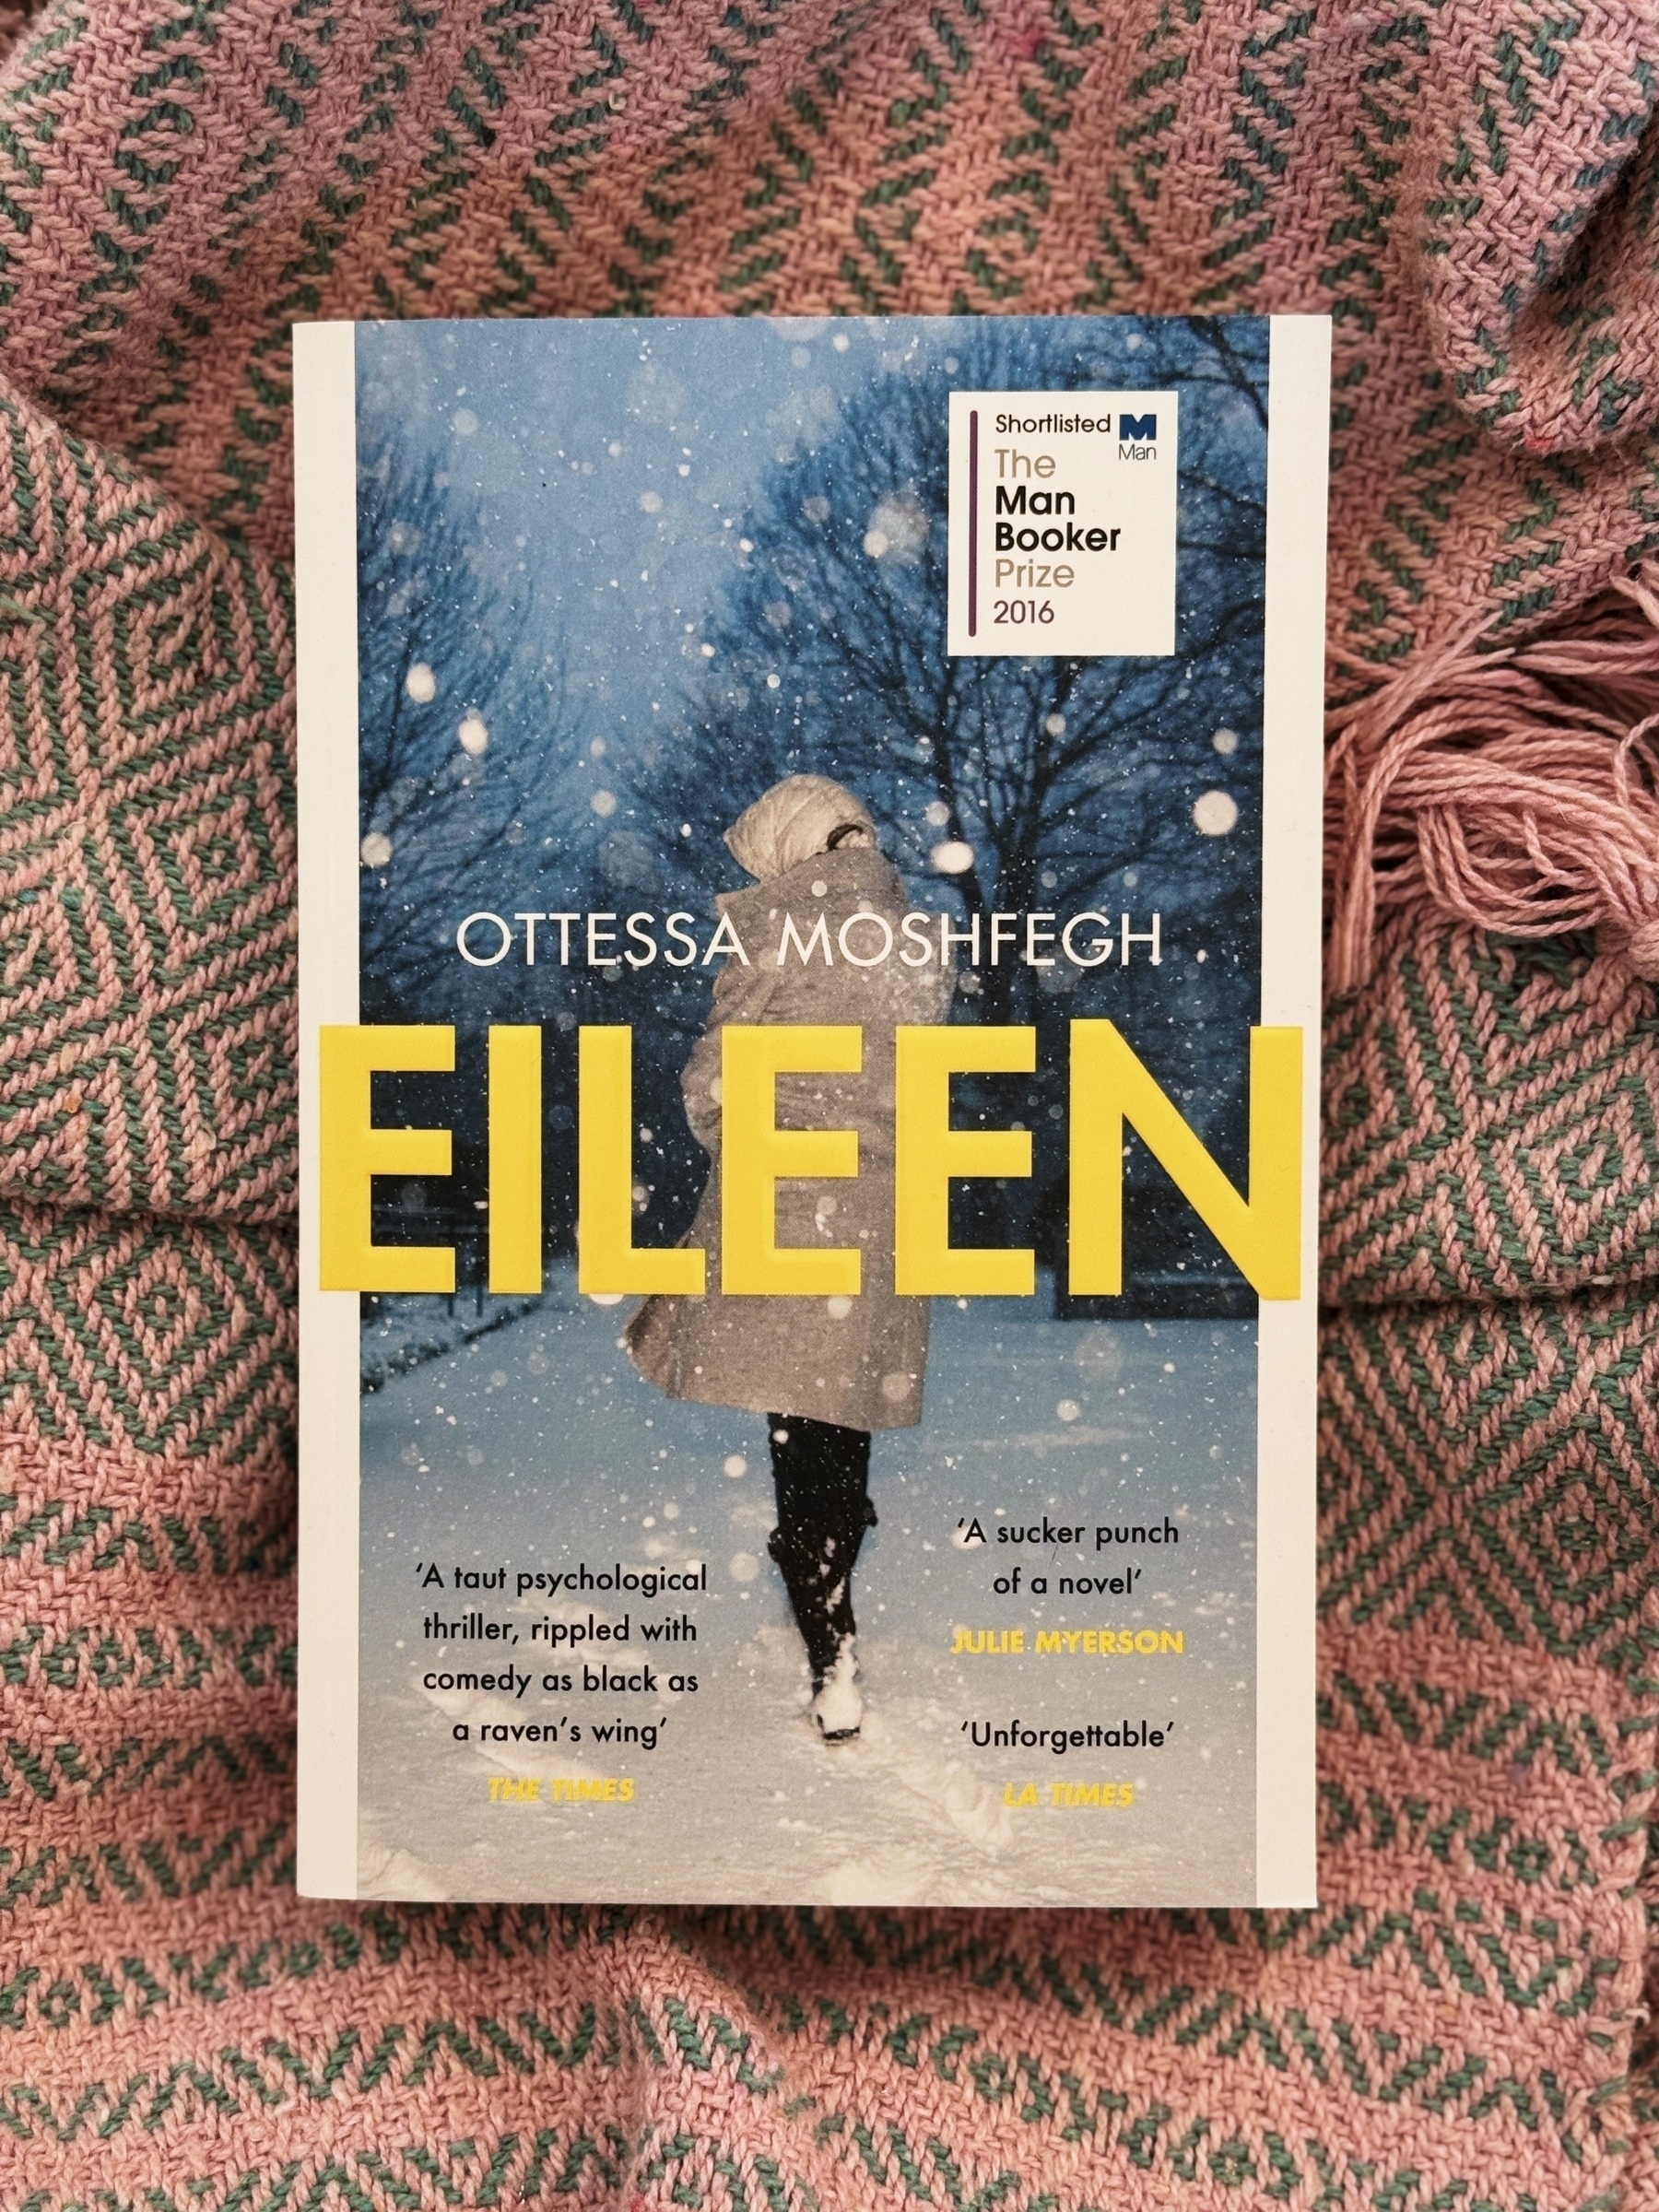 Shortlisted M
Man
The
Man
Booker
Prize
2016
OTTESSA MOSHFEGH
EILEEN
‘A taut psychological
thriller, rippled with
comedy as black as
a raven’s wing’
THE TIMES
‘A sucker punch
of a novel’
JULIE MYERSON
‘Unforgettable’
LA TIMES